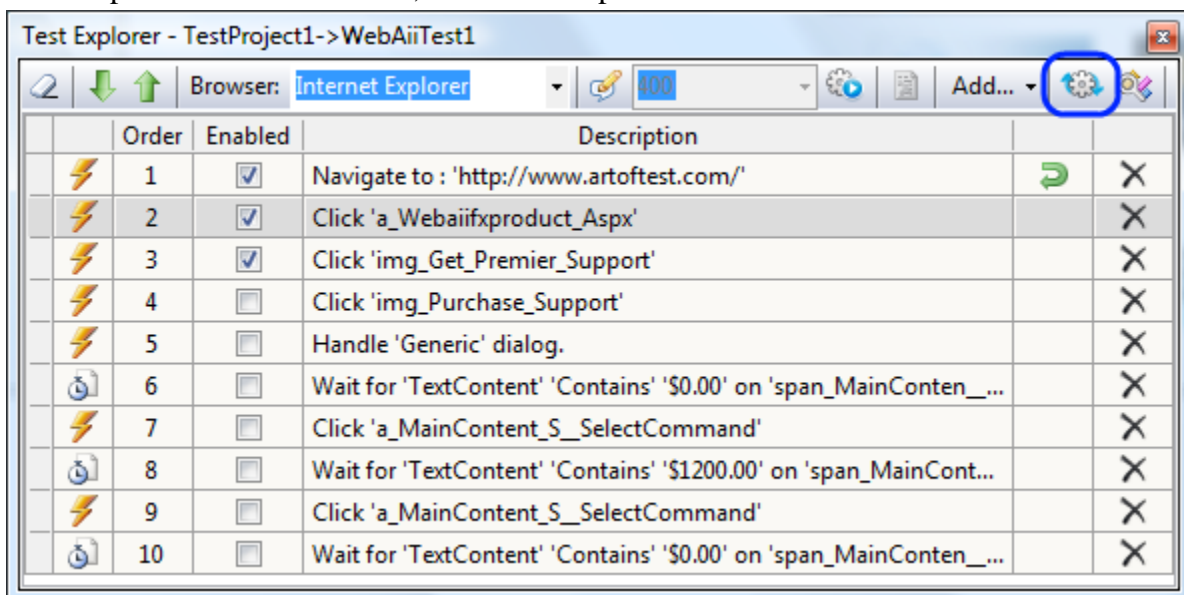 Test Explorer - TestProject1->WebAiiTest1
Browser: Internet Explorer 400 Add...
Order Enabled Description
1 Navigate to : 'http://www.artoftest.com/'
2 Click 'a_Webaiifxproduct_Aspx'
3 Click 'img_Get_Premier_Support'
4 Click 'img_Purchase_Support'
5 Handle 'Generic' dialog.
6 Wait for 'TextContent' 'Contains' '$0.00' on 'span_MainConten__...
7 Click 'a_MainContent_S__SelectCommand'
8 Wait for 'TextContent' 'Contains' '$1200.00' on 'span_MainCont...
9 Click 'a_MainContent_S__SelectCommand'
10 Wait for 'TextContent' 'Contains' '$0.00' on 'span_MainConten__...